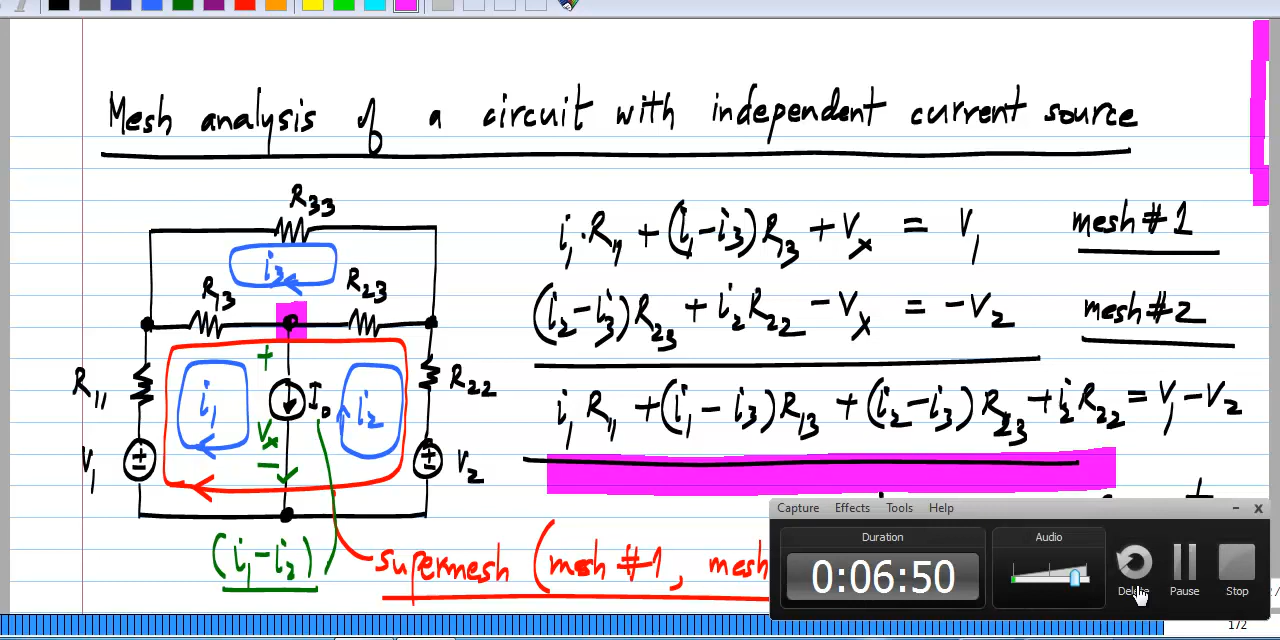 Mesh analysis of a circuit with independent current source
R33
i1·R11 + (i1-i3)R13 + Vx = V1 mesh #1
i3
R13 R23
(i2-i3)R23 + i2R22 - Vx = -V2 mesh #2
+
R11 i1 I0 i2 R22
i1R11 + (i1-i3)R13 + (i2-i3)R23 + i2R22 = V1-V2
Vx
V1 ± - ± V2
(i1-i2)
supermesh (mesh #1, mesh
Capture Effects Tools Help
Duration Audio
0:06:50
Delete Pause Stop
172